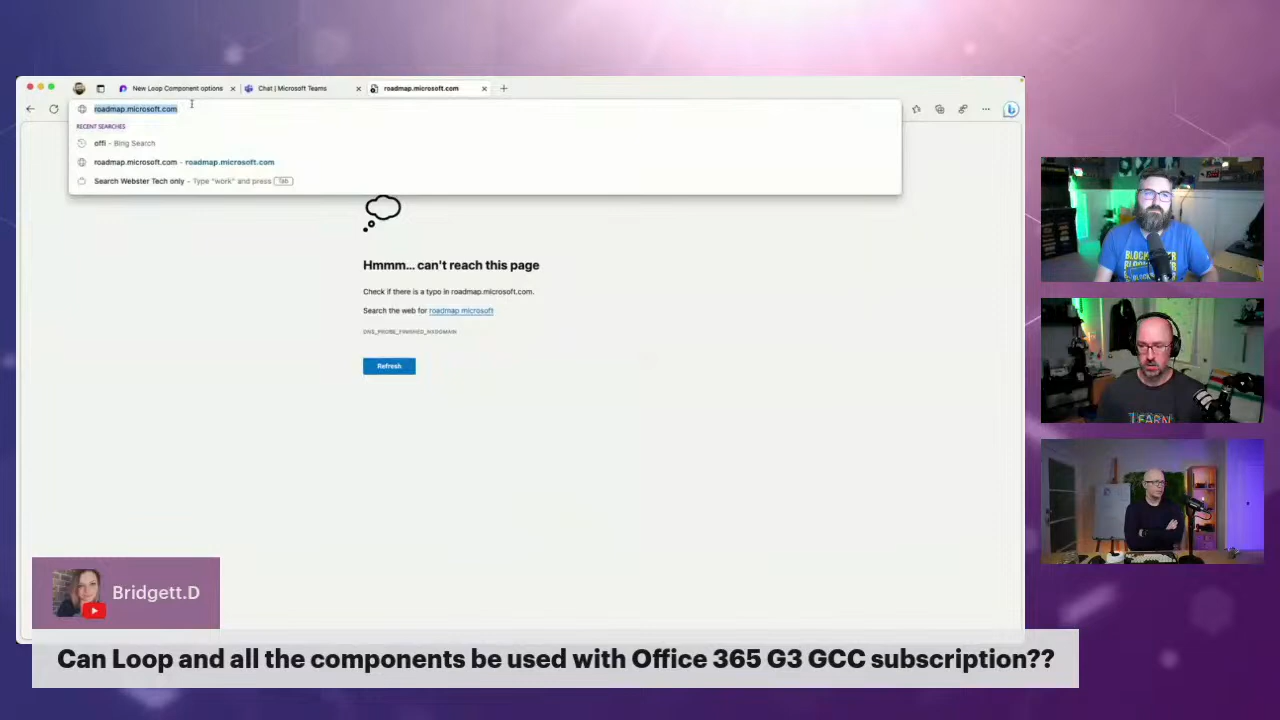 New Loop Component options
Chat | Microsoft Teams
roadmap.microsoft.com
roadmap.microsoft.com
RECENT SEARCHES
offi - Bing Search
roadmap.microsoft.com - roadmap.microsoft.com
Search Webster Tech only - Type "work" and press Tab
Hmmm... can't reach this page
Check if there is a typo in roadmap.microsoft.com.
Search the web for roadmap microsoft
DNS_PROBE_FINISHED_NXDOMAIN
Refresh
LEARN
Bridgett.D
Can Loop and all the components be used with Office 365 G3 GCC subscription??